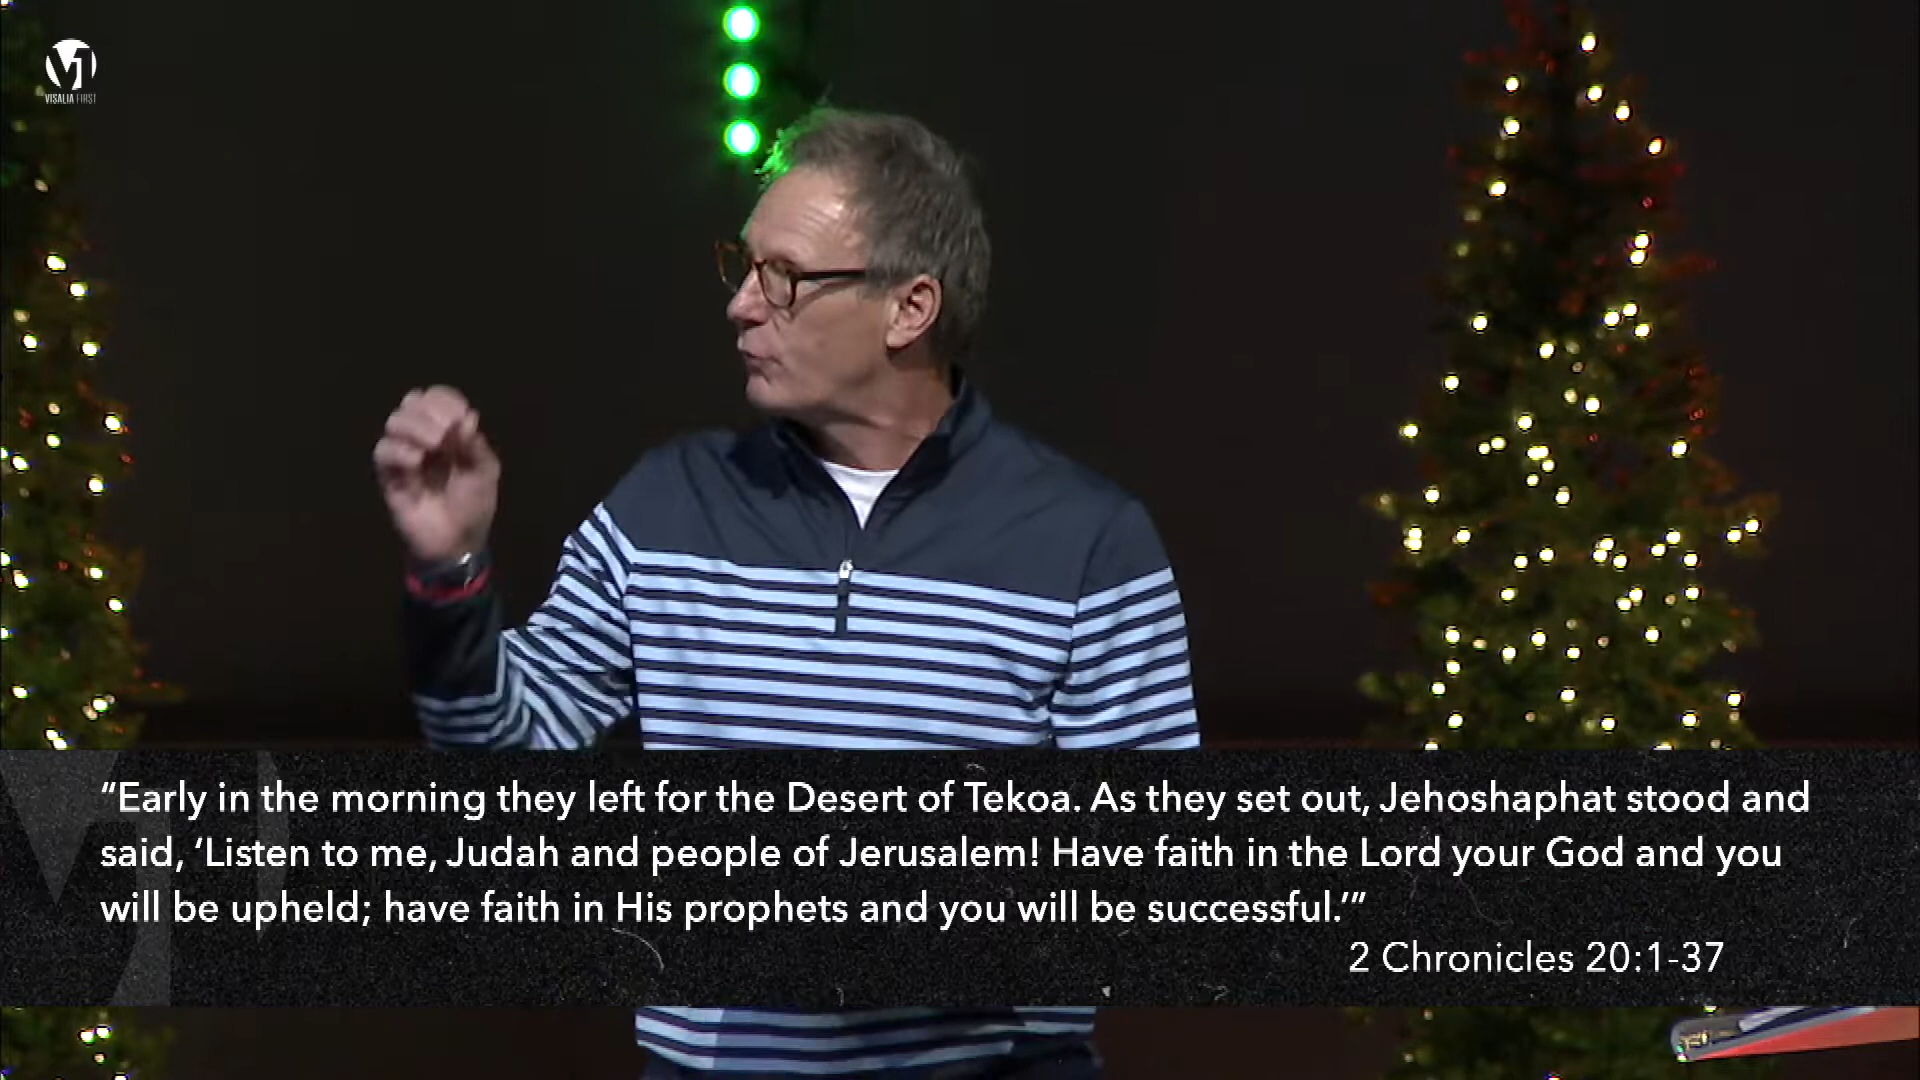 VISALIA FIRST
“Early in the morning they left for the Desert of Tekoa. As they set out, Jehoshaphat stood and
said, ‘Listen to me, Judah and people of Jerusalem! Have faith in the Lord your God and you
will be upheld; have faith in His prophets and you will be successful.’”
2 Chronicles 20:1-37